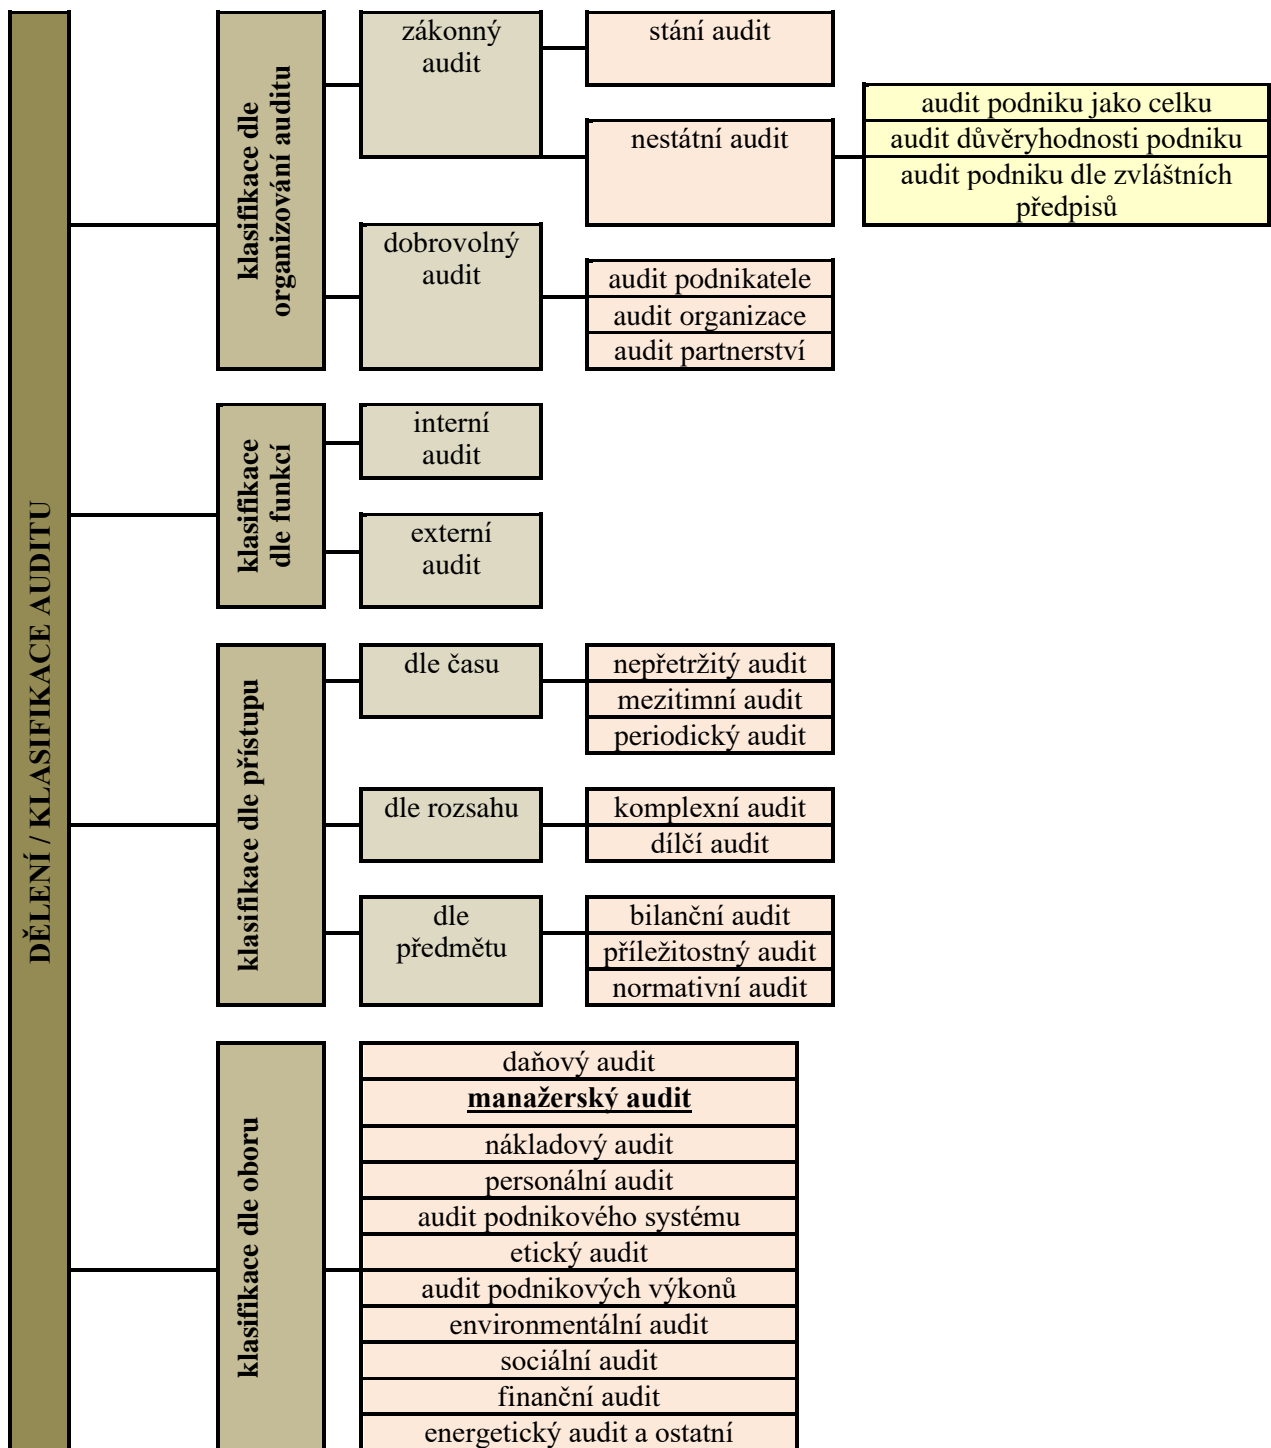 DĚLENÍ / KLASIFIKACE AUDITU
klasifikace dle
organizování auditu
zákonný
audit
stání audit
nestátní audit
audit podniku jako celku
audit důvěryhodnosti podniku
audit podniku dle zvláštních
předpisů
dobrovolný
audit
audit podnikatele
audit organizace
audit partnerství
klasifikace
dle funkcí
interní
audit
externí
audit
klasifikace dle přístupu
dle času
nepřetržitý audit
mezitimní audit
periodický audit
dle rozsahu
komplexní audit
dílčí audit
dle
předmětu
bilanční audit
příležitostný audit
normativní audit
klasifikace dle oboru
daňový audit
manažerský audit
nákladový audit
personální audit
audit podnikového systému
etický audit
audit podnikových výkonů
environmentální audit
sociální audit
finanční audit
energetický audit a ostatní